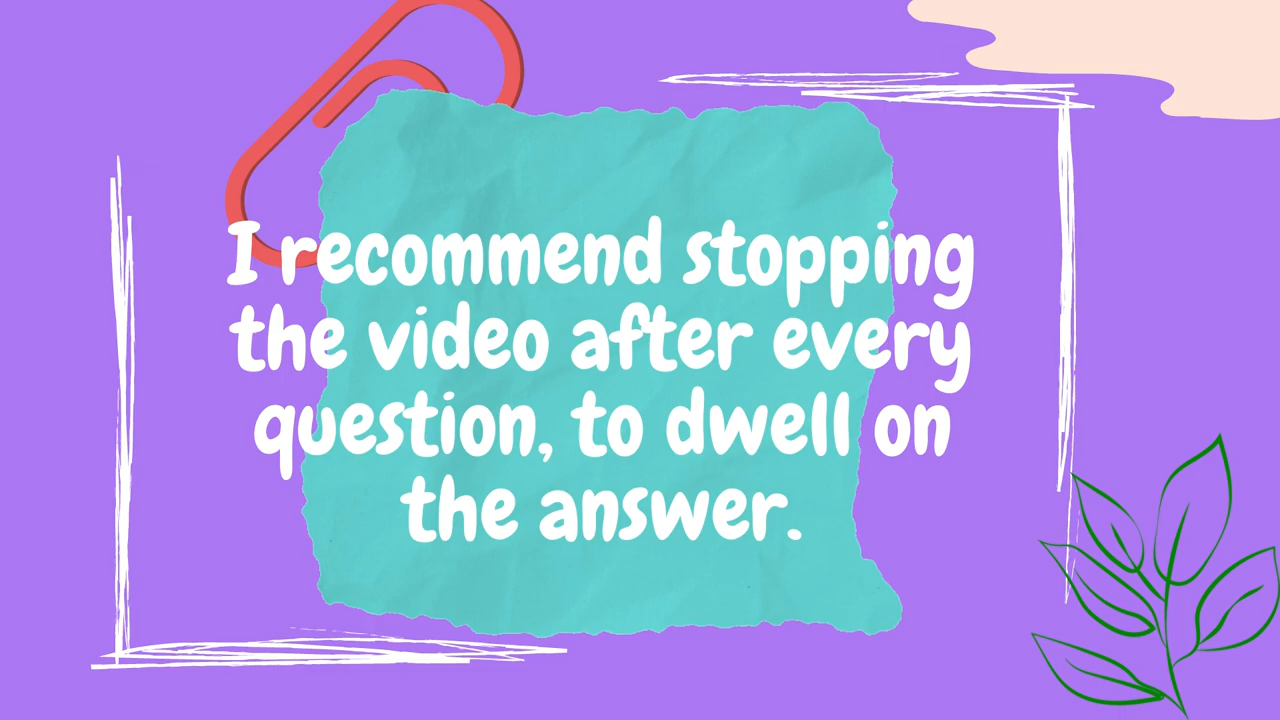 I recommend stopping
the video after every
question, to dwell on
the answer.